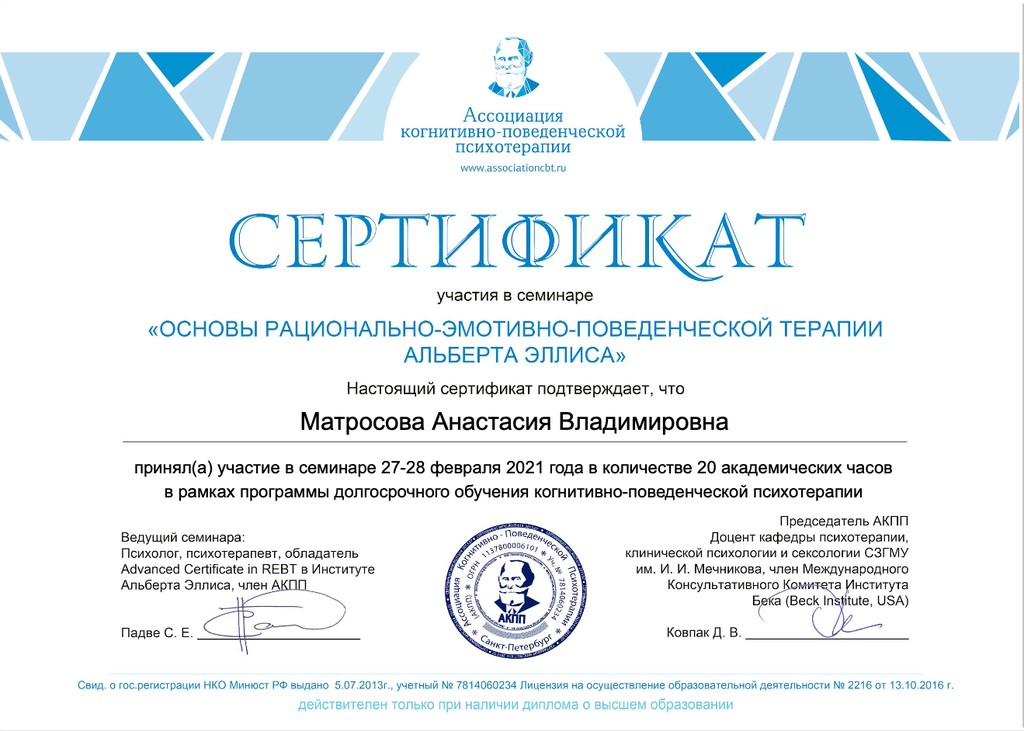 Ассоциация
когнитивно-поведенческой
психотерапии
www.associationcbt.ru
СЕРТИФИКАТ
участия в семинаре
«ОСНОВЫ РАЦИОНАЛЬНО-ЭМОТИВНО-ПОВЕДЕНЧЕСКОЙ ТЕРАПИИ
АЛЬБЕРТА ЭЛЛИСА»
Настоящий сертификат подтверждает, что
Матросова Анастасия Владимировна
принял(а) участие в семинаре 27-28 февраля 2021 года в количестве 20 академических часов
в рамках программы долгосрочного обучения когнитивно-поведенческой психотерапии
Ведущий семинара:
Психолог, психотерапевт, обладатель
Advanced Certificate in REBT в Институте
Альберта Эллиса, член АКПП
Падве С. Е.
Ассоциация Когнитивно - Поведенческой Психотерапии
(АКПП) * ОГРН 1137800006101 * Уч. № 7814060234
АКПП
* Санкт-Петербург *
Председатель АКПП
Доцент кафедры психотерапии,
клинической психологии и сексологии СЗГМУ
им. И. И. Мечникова, член Международного
Консультативного Комитета Института
Бека (Beck Institute, USA)
Ковпак Д. В.
Свид. о гос.регистрации НКО Минюст РФ выдано 5.07.2013г., учетный № 7814060234 Лицензия на осуществление образовательной деятельности № 2216 от 13.10.2016 г.
действителен только при наличии диплома о высшем образовании